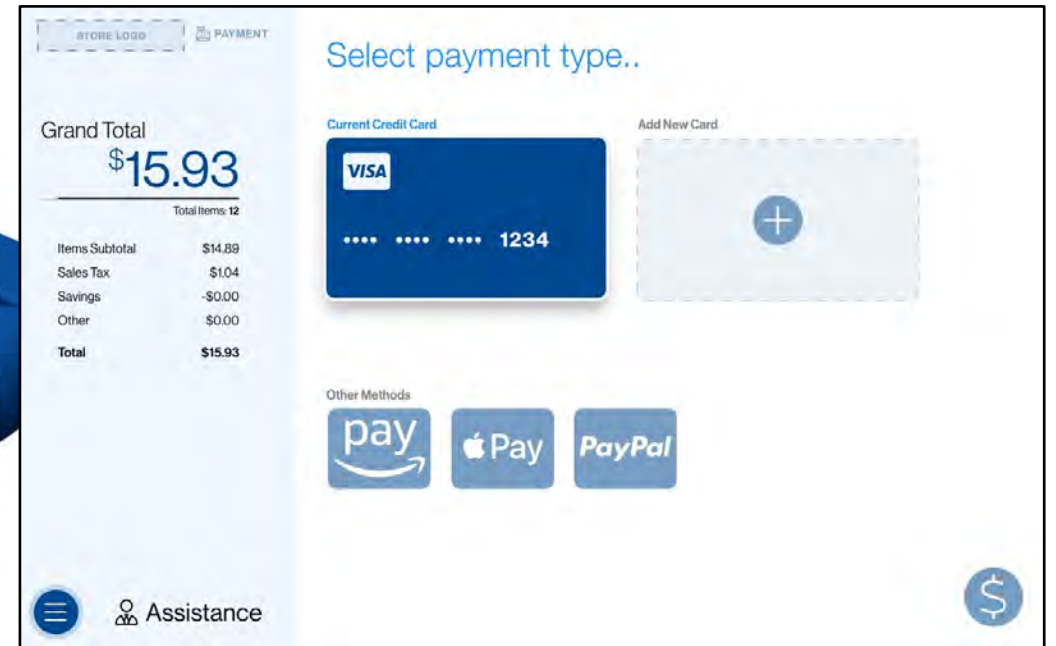 STORE LOGO
PAYMENT
Select payment type..
Grand Total
$15.93
Total Items: 12
Items Subtotal $14.89
Sales Tax $1.04
Savings -$0.00
Other $0.00
Total $15.93
Current Credit Card
VISA
•••• •••• •••• 1234
Add New Card
+
Other Methods
pay
Pay
PayPal
Assistance
$